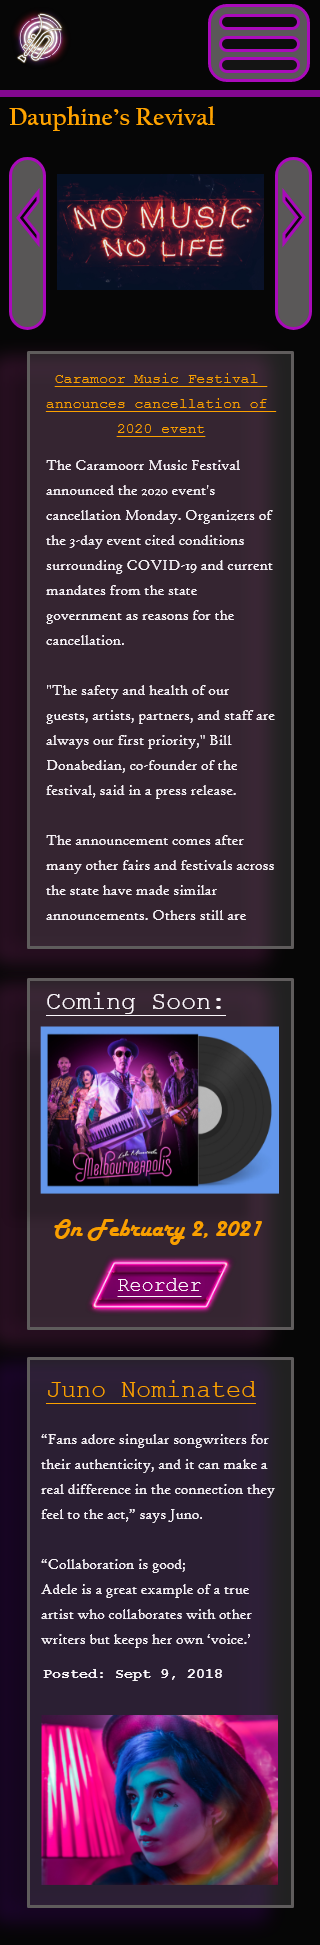 Dauphine’s Revival
NO MUSIC
NO LIFE
Caramoor Music Festival
announces cancellation of
2020 event
The Caramoorr Music Festival
announced the 2020 event's
cancellation Monday. Organizers of
the 3-day event cited conditions
surrounding COVID-19 and current
mandates from the state
government as reasons for the
cancellation.
"The safety and health of our
guests, artists, partners, and staff are
always our first priority," Bill
Donabedian, co-founder of the
festival, said in a press release.
The announcement comes after
many other fairs and festivals across
the state have made similar
announcements. Others still are
Coming Soon:
Melbourneapolis
On February 2, 2021
Reorder
Juno Nominated
“Fans adore singular songwriters for
their authenticity, and it can make a
real difference in the connection they
feel to the act,” says Juno.
“Collaboration is good;
Adele is a great example of a true
artist who collaborates with other
writers but keeps her own ‘voice.’
Posted: Sept 9, 2018